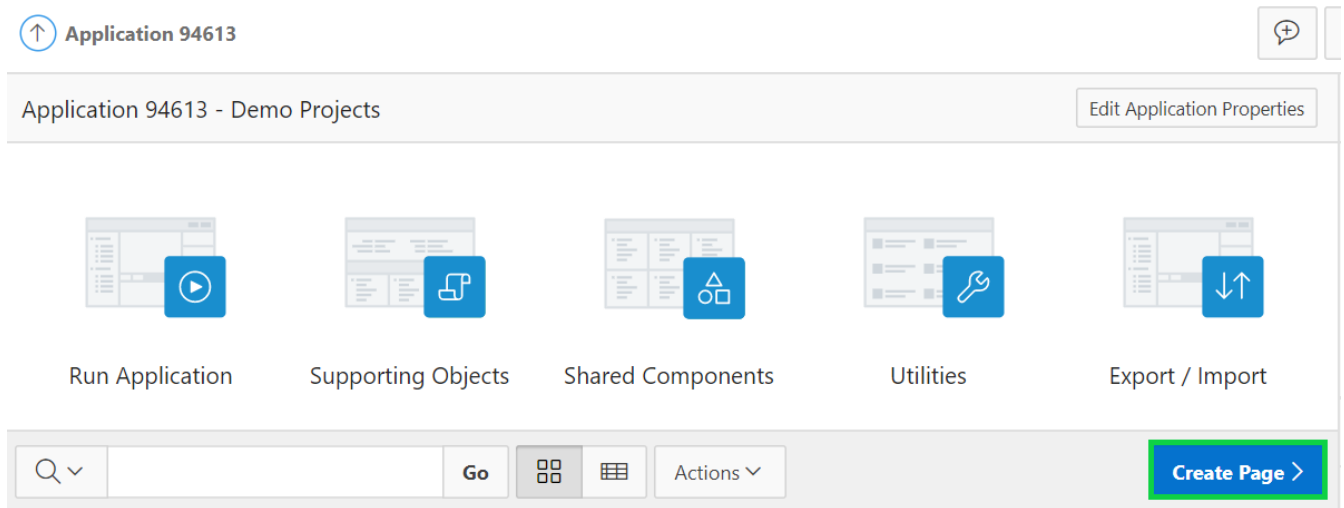 Application 94613
Application 94613 - Demo Projects
Edit Application Properties
Run Application
Supporting Objects
Shared Components
Utilities
Export / Import
Go
Actions
Create Page